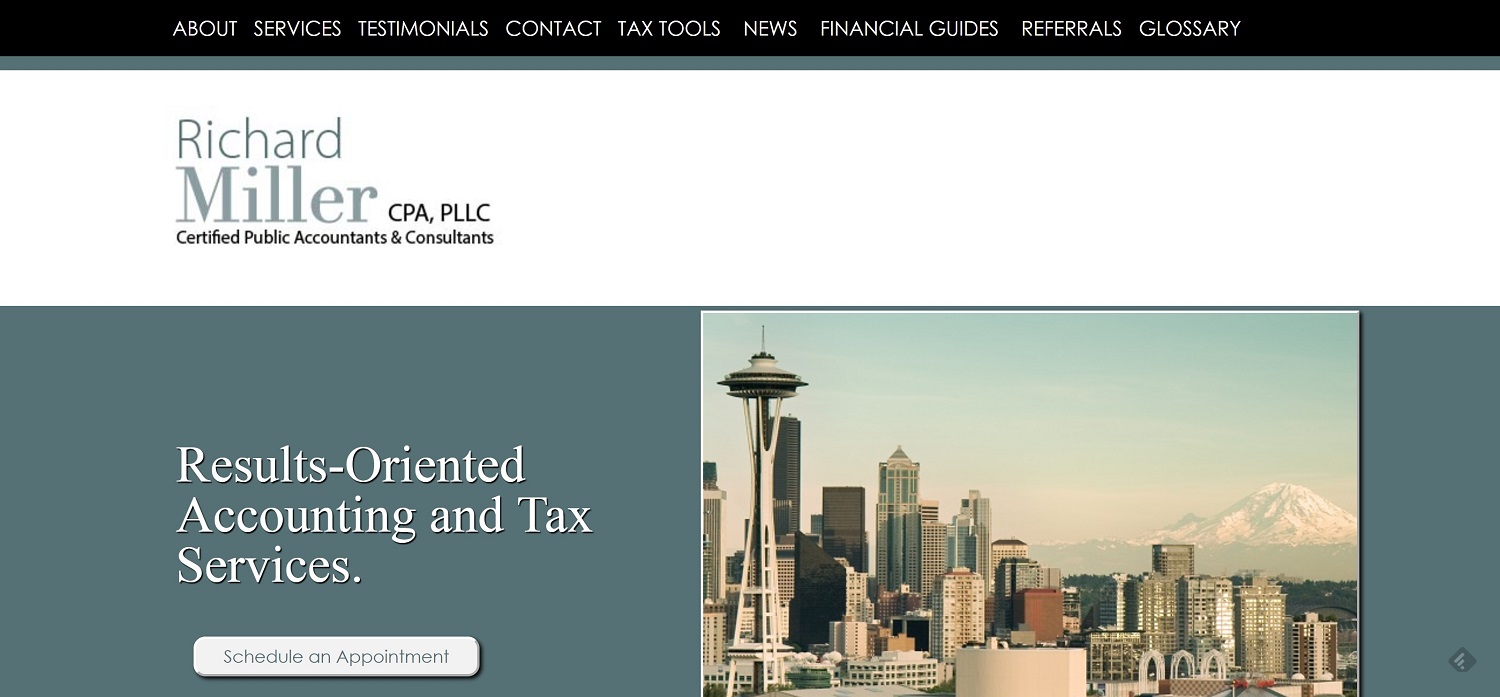 ABOUT SERVICES TESTIMONIALS CONTACT TAX TOOLS NEWS FINANCIAL GUIDES REFERRALS GLOSSARY
Richard
Miller CPA, PLLC
Certified Public Accountants & Consultants
Results-Oriented
Accounting and Tax
Services.
Schedule an Appointment